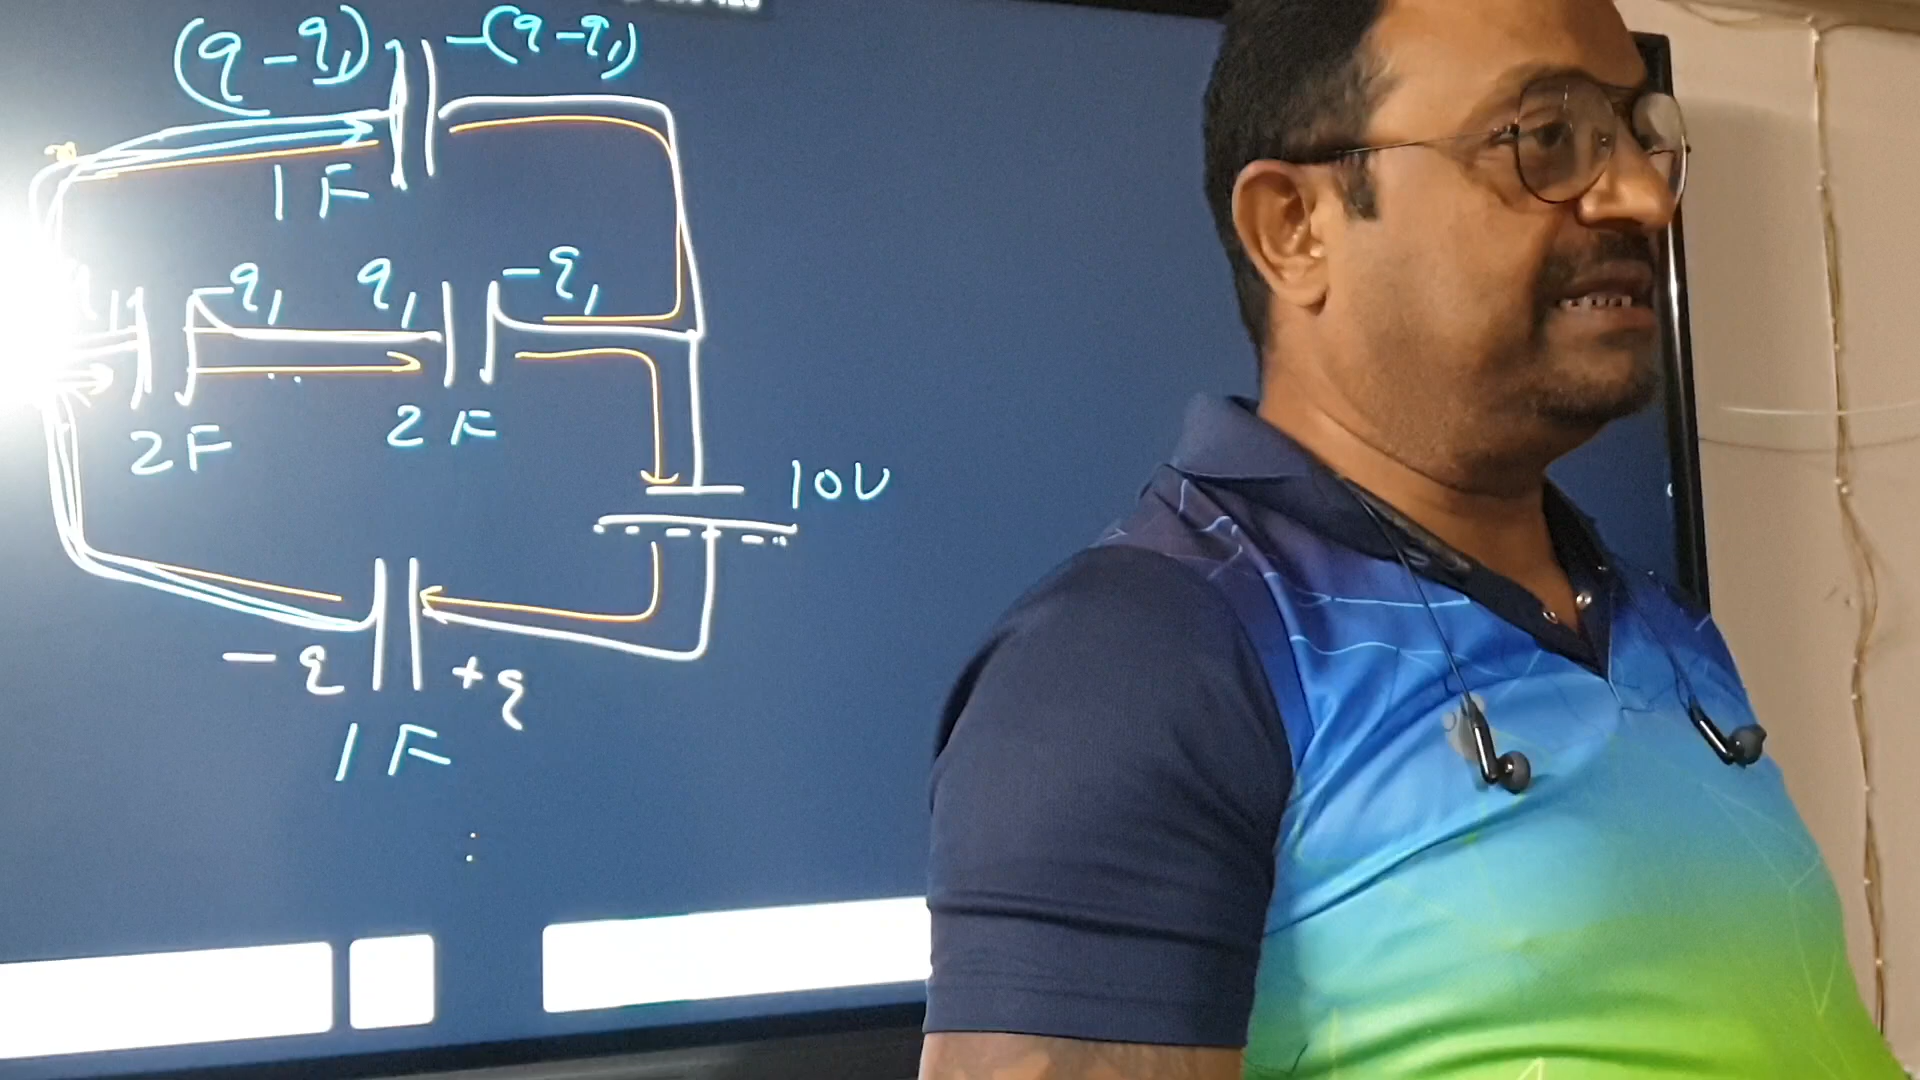 (q-q₁) -(q-q₁)
1F
-q₁ q₁ -q₁
2F 2F
10V
-q +q
1F